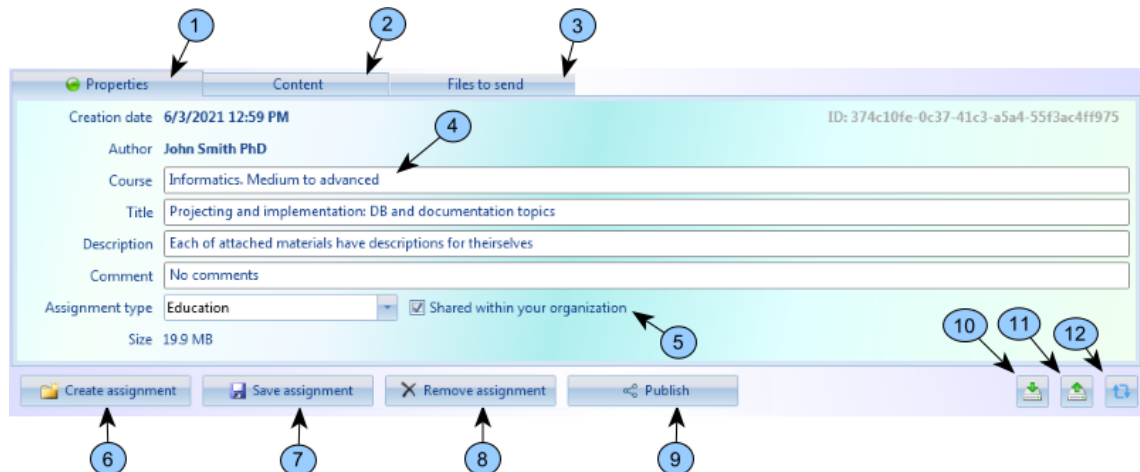 1
2
3
Properties
Content
Files to send
Creation date 6/3/2021 12:59 PM
ID: 374c10fe-0c37-41c3-a5a4-55f3ac4ff975
4
Author John Smith PhD
Course Informatics. Medium to advanced
Title Projecting and implementation: DB and documentation topics
Description Each of attached materials have descriptions for theirselves
Comment No comments
Assignment type Education
Shared within your organization
Size 19.9 MB
5
10
11
12
Create assignment
Save assignment
Remove assignment
Publish
6
7
8
9